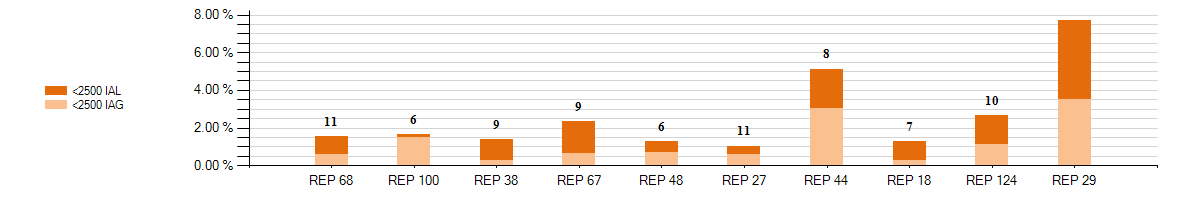 8.00 %
6.00 %
4.00 %
2.00 %
0.00 %
<2500 IAL
<2500 IAG
11
6
9
9
6
11
8
7
10
REP 68
REP 100
REP 38
REP 67
REP 48
REP 27
REP 44
REP 18
REP 124
REP 29